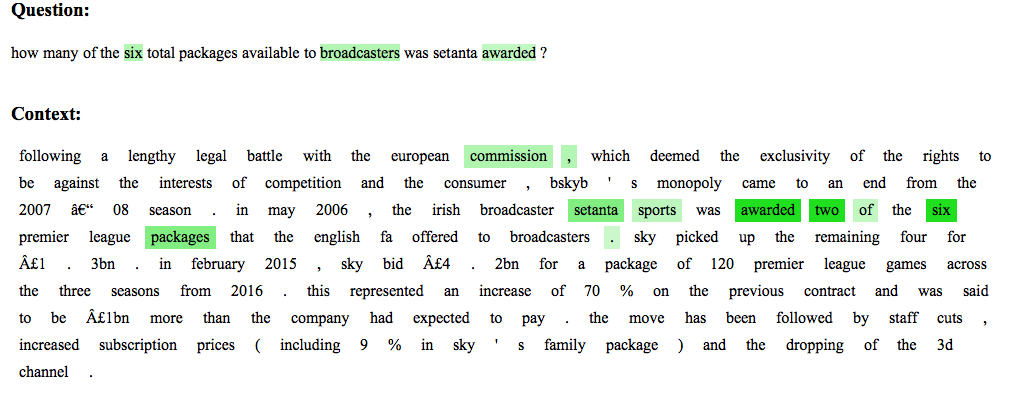 Question:
how many of the six total packages available to broadcasters was setanta awarded ?
Context:
following a lengthy legal battle with the european commission , which deemed the exclusivity of the rights to
be against the interests of competition and the consumer , bskyb ' s monopoly came to an end from the
2007 â€“ 08 season . in may 2006 , the irish broadcaster setanta sports was awarded two of the six
premier league packages that the english fa offered to broadcasters . sky picked up the remaining four for
Â£1 . 3bn . in february 2015 , sky bid Â£4 . 2bn for a package of 120 premier league games across
the three seasons from 2016 . this represented an increase of 70 % on the previous contract and was said
to be Â£1bn more than the company had expected to pay . the move has been followed by staff cuts ,
increased subscription prices ( including 9 % in sky ' s family package ) and the dropping of the 3d
channel .